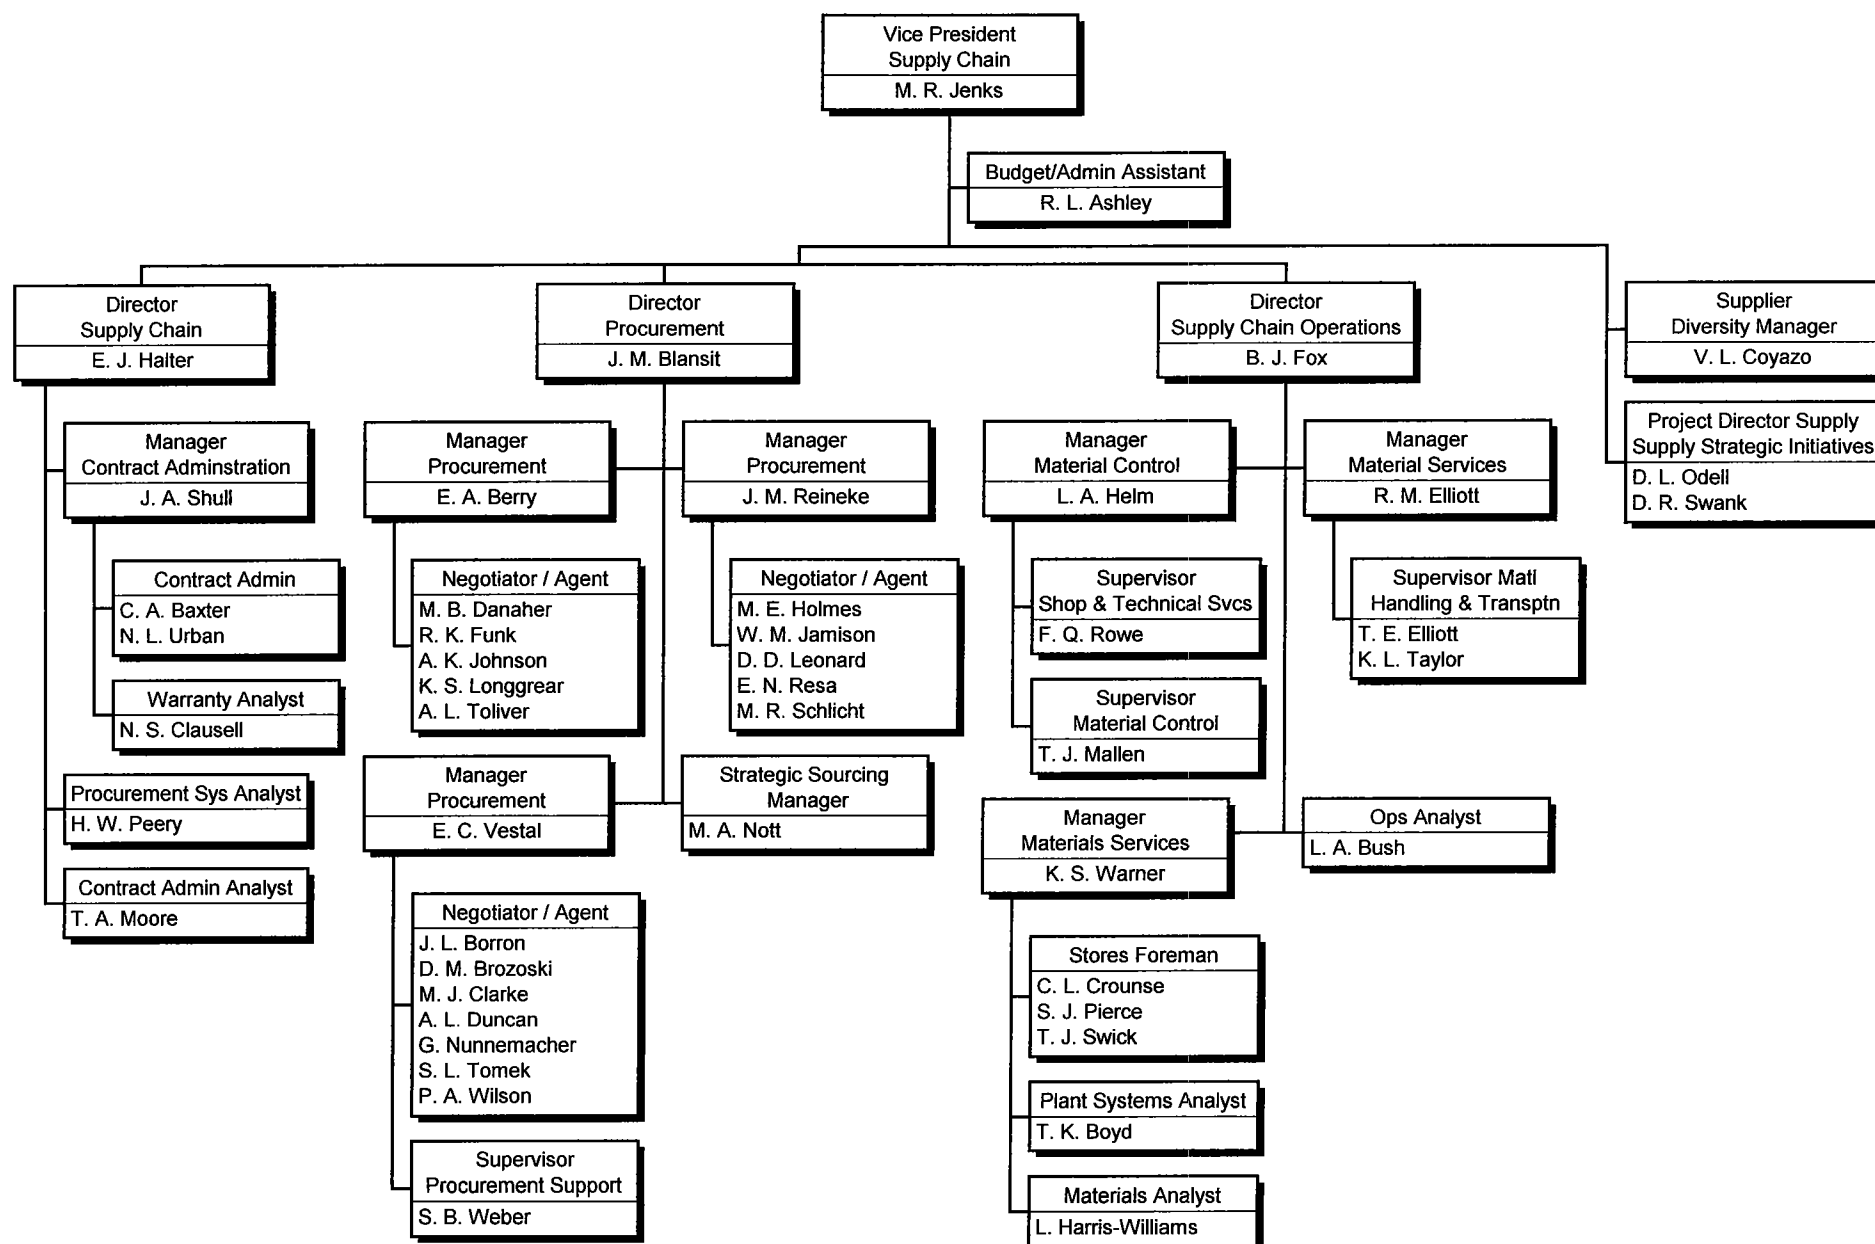 Vice President
Supply Chain
M. R. Jenks
Budget/Admin Assistant
R. L. Ashley
Director
Supply Chain
E. J. Halter
Director
Procurement
J. M. Blansit
Director
Supply Chain Operations
B. J. Fox
Supplier
Diversity Manager
V. L. Coyazo
Project Director Supply
Supply Strategic Initiatives
D. L. Odell
D. R. Swank
Manager
Contract Adminstration
J. A. Shull
Contract Admin
C. A. Baxter
N. L. Urban
Warranty Analyst
N. S. Clausell
Procurement Sys Analyst
H. W. Peery
Contract Admin Analyst
T. A. Moore
Manager
Procurement
E. A. Berry
Negotiator / Agent
M. B. Danaher
R. K. Funk
A. K. Johnson
K. S. Longgrear
A. L. Toliver
Manager
Procurement
J. M. Reineke
Negotiator / Agent
M. E. Holmes
W. M. Jamison
D. D. Leonard
E. N. Resa
M. R. Schlicht
Manager
Procurement
E. C. Vestal
Negotiator / Agent
J. L. Borron
D. M. Brozoski
M. J. Clarke
A. L. Duncan
G. Nunnemacher
S. L. Tomek
P. A. Wilson
Supervisor
Procurement Support
S. B. Weber
Strategic Sourcing
Manager
M. A. Nott
Manager
Material Control
L. A. Helm
Supervisor
Shop & Technical Svcs
F. Q. Rowe
Supervisor
Material Control
T. J. Mallen
Manager
Material Services
R. M. Elliott
Supervisor Matl
Handling & Transptn
T. E. Elliott
K. L. Taylor
Manager
Materials Services
K. S. Warner
Stores Foreman
C. L. Crounse
S. J. Pierce
T. J. Swick
Plant Systems Analyst
T. K. Boyd
Materials Analyst
L. Harris-Williams
Ops Analyst
L. A. Bush